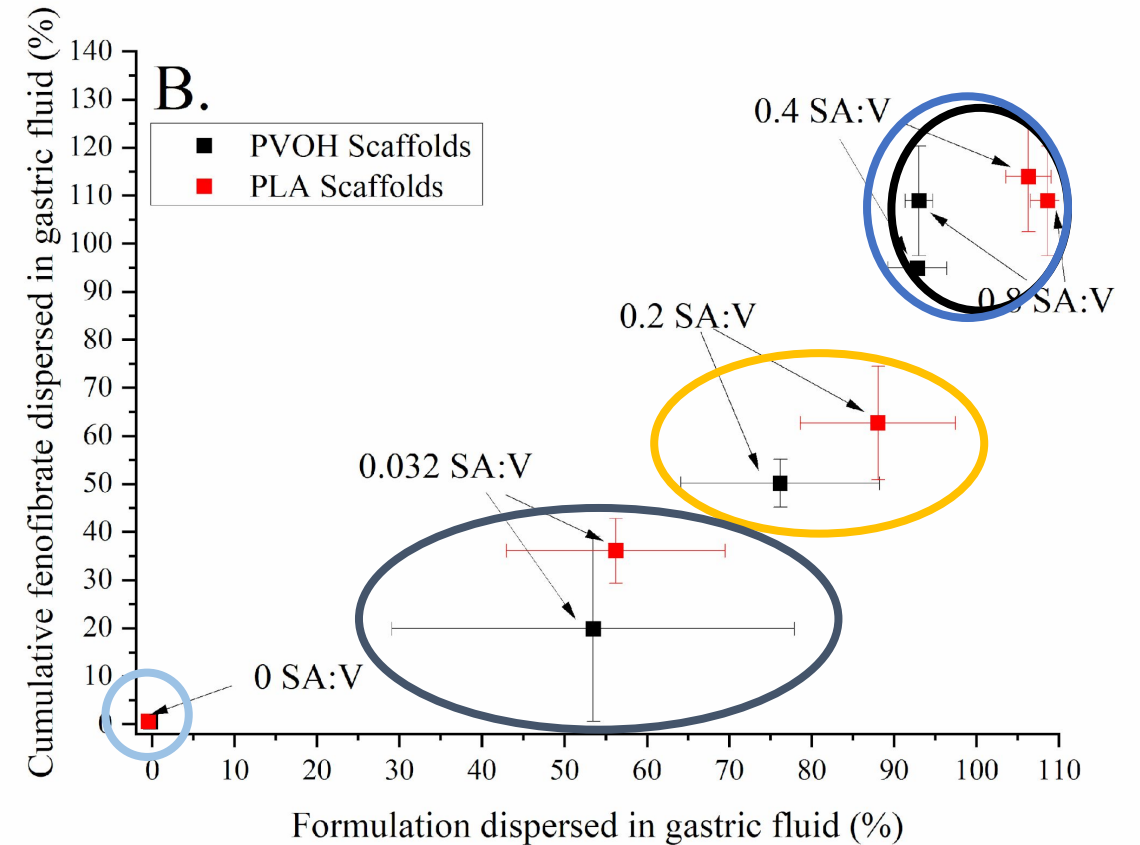 Cumulative fenofibrate dispersed in gastric fluid (%)
140
130
120
110
100
90
80
70
60
50
40
30
20
10
0
B.
PVOH Scaffolds
PLA Scaffolds
0.4 SA:V
0.8 SA:V
0.2 SA:V
0.032 SA:V
0 SA:V
0 10 20 30 40 50 60 70 80 90 100 110
Formulation dispersed in gastric fluid (%)